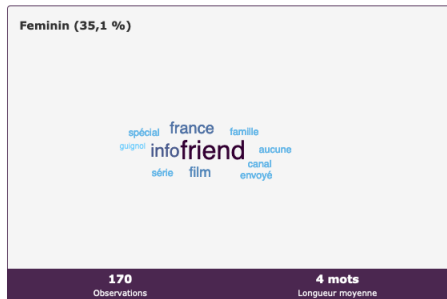 Feminin (35,1 %)
spécial france famille
guignol info friend aucune
canal
série film envoyé
170 4 mots
Observations Longueur moyenne